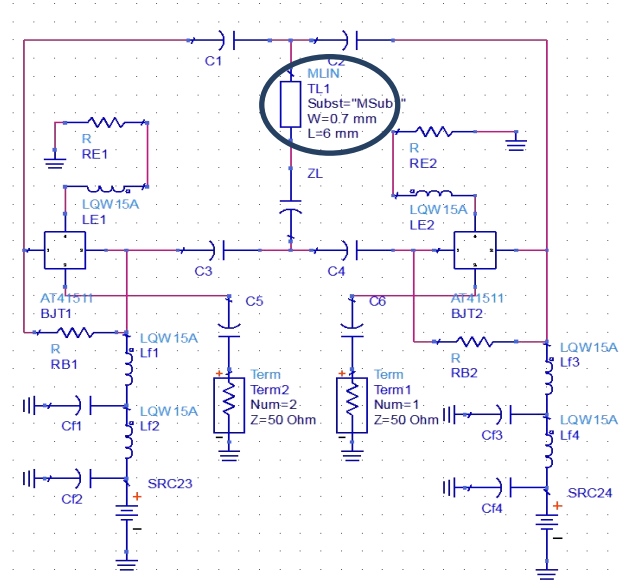 C1
C2
MLIN
TL1
Subst="MSub"
W=0.7 mm
L=6 mm
R
RE1
R
RE2
ZL
LQW15A
LE1
LQW15A
LE2
C3
C4
AT41511
BJT1
C5
C6
AT41511
BJT2
R
RB1
LQW15A
Lf1
R
RB2
LQW15A
Lf3
+
Term
Term2
Num=2
Z=50 Ohm
-
+
Term
Term1
Num=1
Z=50 Ohm
-
Cf1
LQW15A
Lf2
Cf3
LQW15A
Lf4
Cf2
SRC23
+
-
Cf4
SRC24
+
-